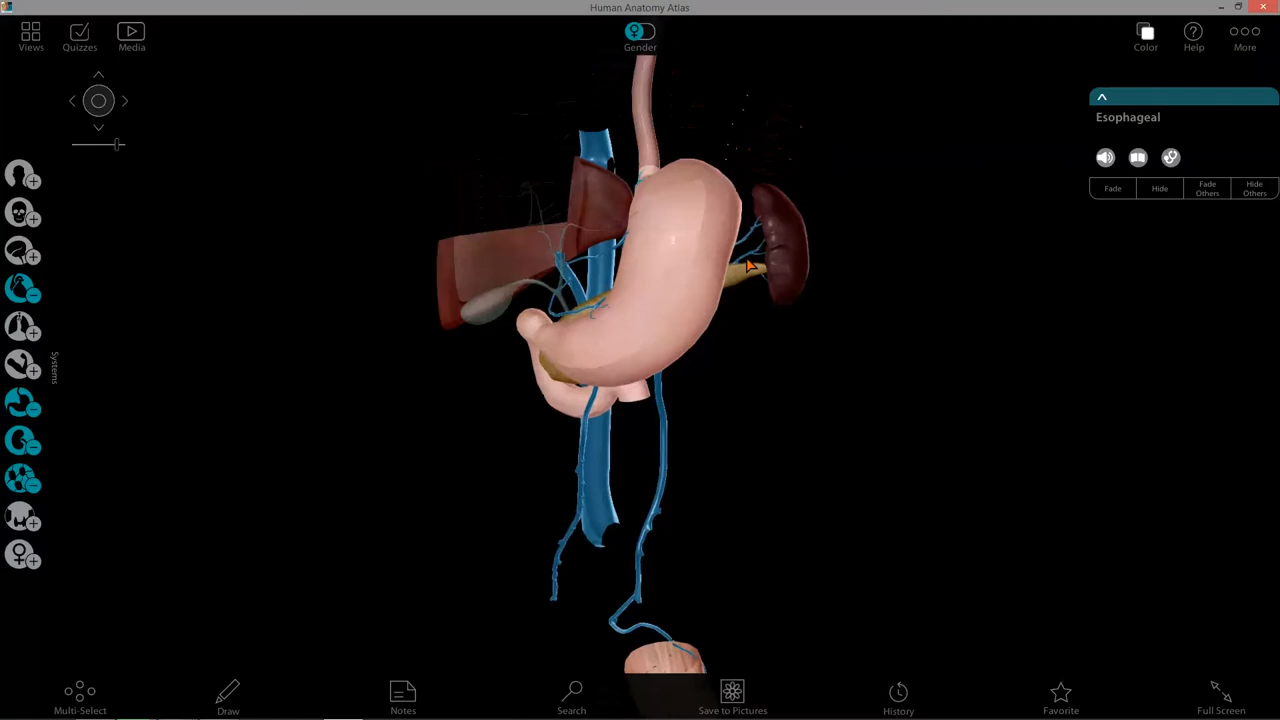 Human Anatomy Atlas
Views
Quizzes
Media
Gender
Color
Help
More
Esophageal
Fade
Hide
Fade
Others
Hide
Others
Systems
Multi-Select
Draw
Notes
Search
Save to Pictures
History
Favorite
Full Screen